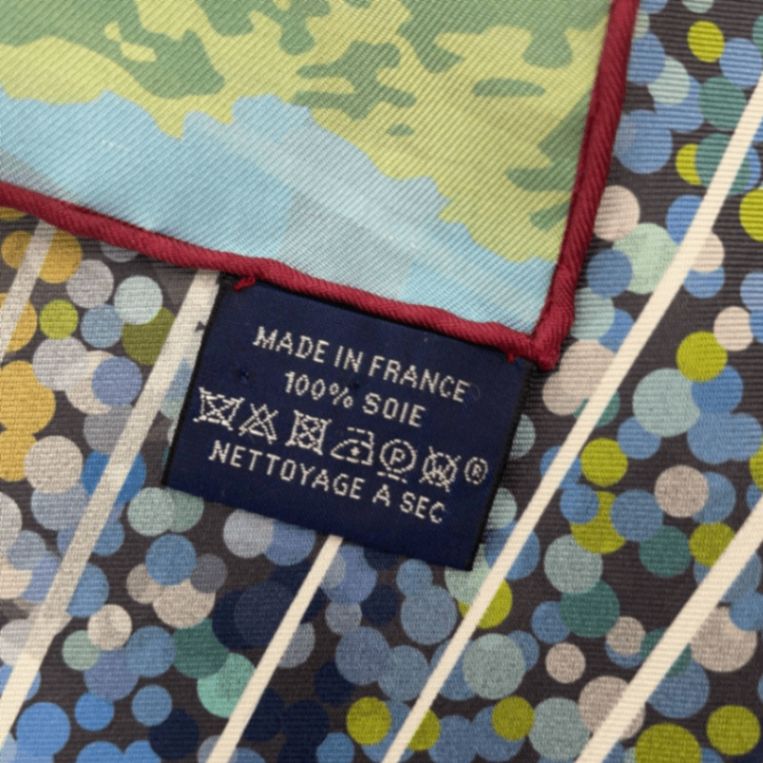 MADE IN FRANCE
100% SOIE
P W ®
NETTOYAGE A SEC